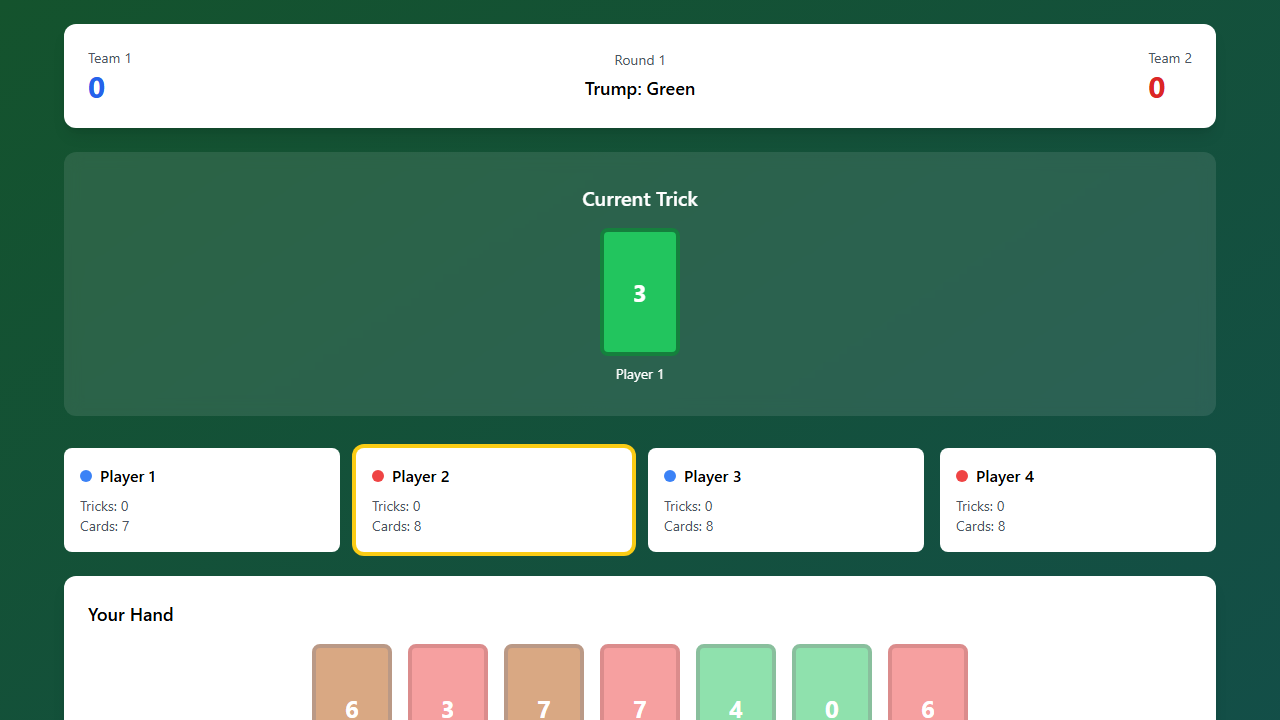 Team 1
0
Round 1
Trump: Green
Team 2
0
Current Trick
3
Player 1
Player 1
Tricks: 0
Cards: 7
Player 2
Tricks: 0
Cards: 8
Player 3
Tricks: 0
Cards: 8
Player 4
Tricks: 0
Cards: 8
Your Hand
6 3 7 7 4 0 6